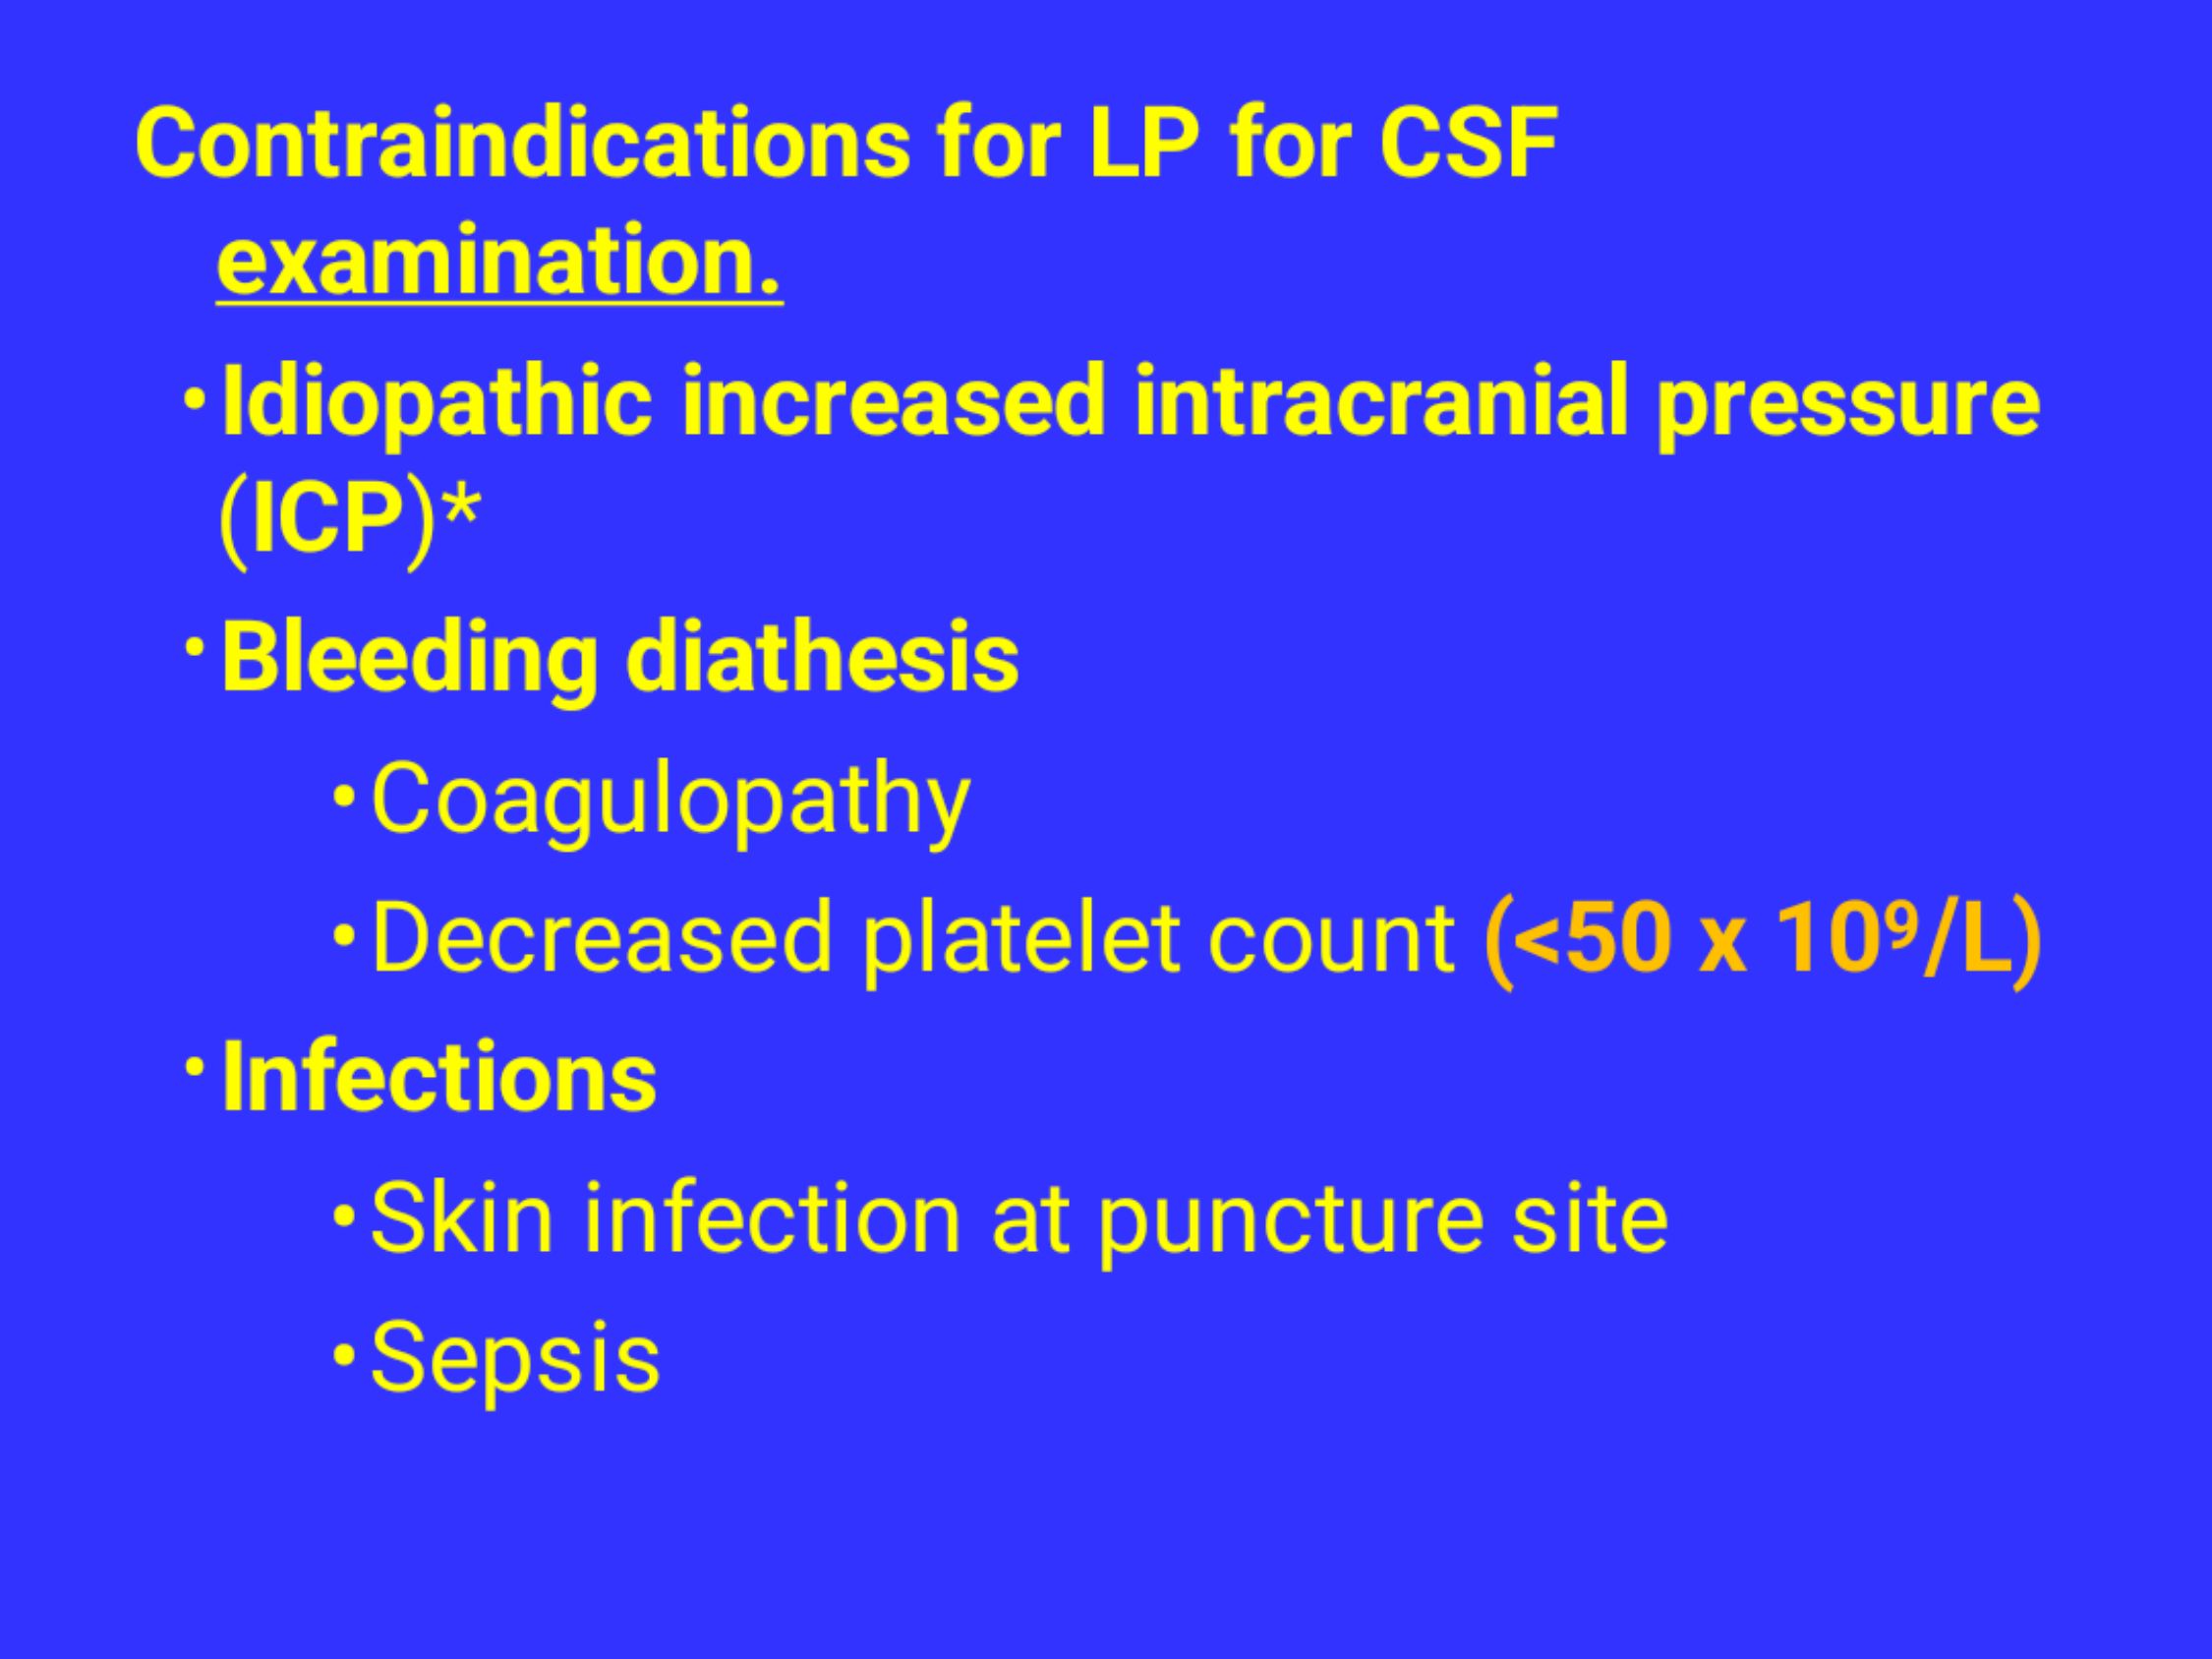 Contraindications for LP for CSF
examination.
• Idiopathic increased intracranial pressure
(ICP)*
• Bleeding diathesis
• Coagulopathy
• Decreased platelet count (<50 x 10⁹/L)
• Infections
• Skin infection at puncture site
• Sepsis